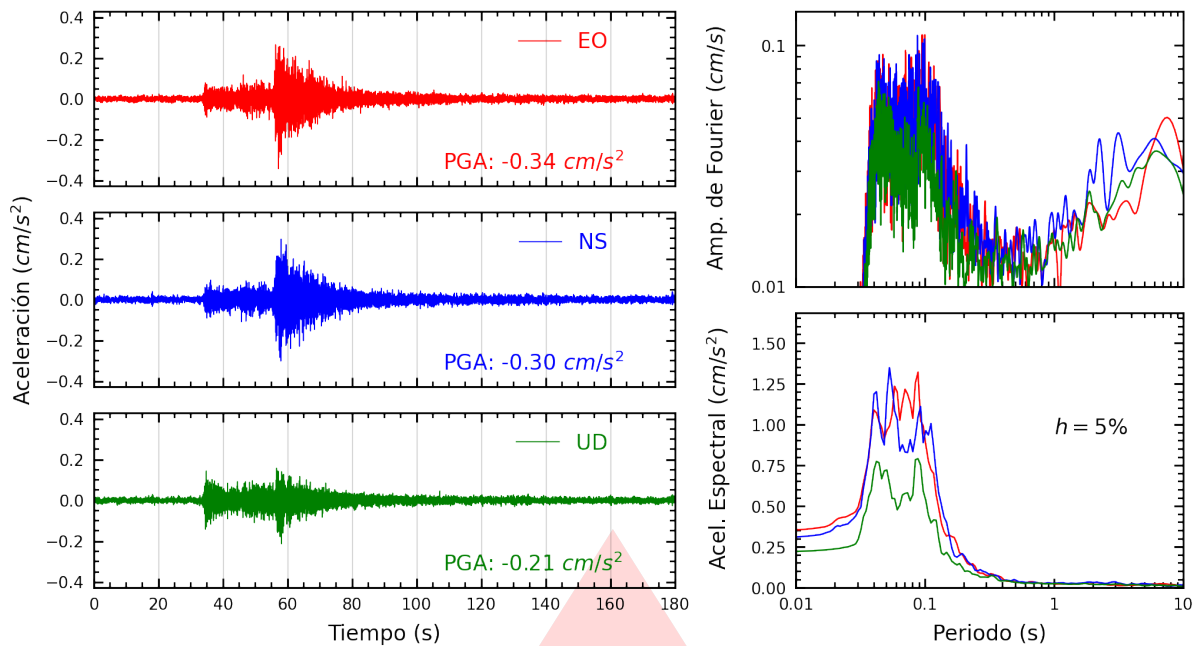 Aceleración (cm/s²)
0.4
0.2
0.0
−0.2
−0.4
EO
PGA: -0.34 cm/s²
0.4
0.2
0.0
−0.2
−0.4
NS
PGA: -0.30 cm/s²
0.4
0.2
0.0
−0.2
−0.4
UD
PGA: -0.21 cm/s²
0 20 40 60 80 100 120 140 160 180
Tiempo (s)
Amp. de Fourier (cm/s)
0.1
0.01
Acel. Espectral (cm/s²)
1.50
1.25
1.00
0.75
0.50
0.25
0.00
h = 5%
0.01 0.1 1 10
Periodo (s)